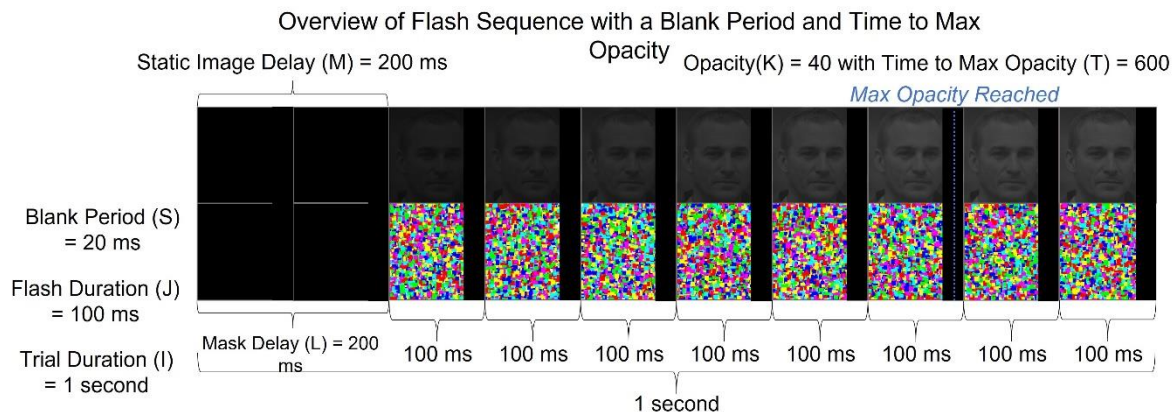 Overview of Flash Sequence with a Blank Period and Time to Max
Opacity
Static Image Delay (M) = 200 ms
Opacity(K) = 40 with Time to Max Opacity (T) = 600
Max Opacity Reached
Blank Period (S)
= 20 ms
Flash Duration (J)
= 100 ms
Trial Duration (I)
= 1 second
Mask Delay (L) = 200
ms
100 ms 100 ms 100 ms 100 ms 100 ms 100 ms 100 ms 100 ms
1 second